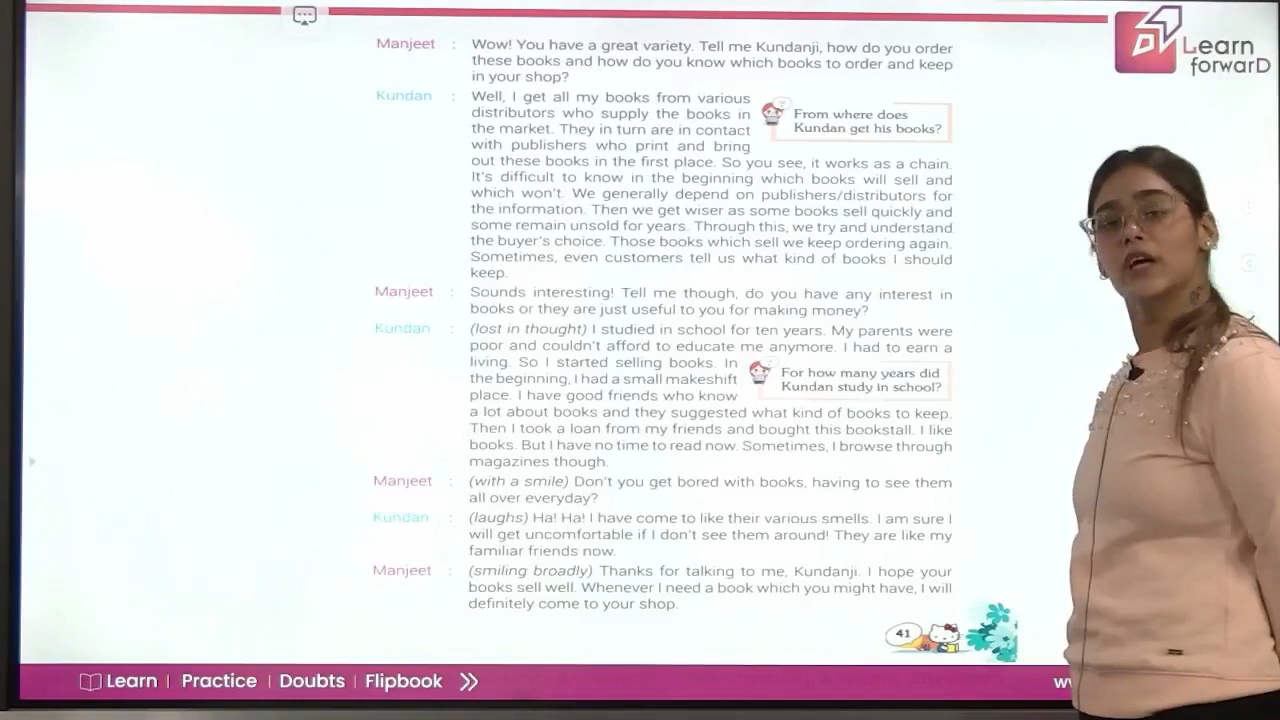 Learn
forwarD
Manjeet : Wow! You have a great variety. Tell me Kundanji, how do you order
these books and how do you know which books to order and keep
in your shop?
Kundan : Well, I get all my books from various
distributors who supply the books in
the market. They in turn are in contact
with publishers who print and bring
From where does
Kundan get his books?
out these books in the first place. So you see, it works as a chain.
It's difficult to know in the beginning which books will sell and
which won't. We generally depend on publishers/distributors for
the information. Then we get wiser as some books sell quickly and
some remain unsold for years. Through this, we try and understand
the buyer's choice. Those books which sell we keep ordering again.
Sometimes, even customers tell us what kind of books I should
keep.
Manjeet : Sounds interesting! Tell me though, do you have any interest in
books or they are just useful to you for making money?
Kundan : (lost in thought) I studied in school for ten years. My parents were
poor and couldn't afford to educate me anymore. I had to earn a
living. So I started selling books. In
the beginning, I had a small makeshift
place. I have good friends who know
For how many years did
Kundan study in school?
a lot about books and they suggested what kind of books to keep.
Then I took a loan from my friends and bought this bookstall. I like
books. But I have no time to read now. Sometimes, I browse through
magazines though.
Manjeet : (with a smile) Don't you get bored with books, having to see them
all over everyday?
Kundan : (laughs) Ha! Ha! I have come to like their various smells. I am sure I
will get uncomfortable if I don't see them around! They are like my
familiar friends now.
Manjeet : (smiling broadly) Thanks for talking to me, Kundanji. I hope your
books sell well. Whenever I need a book which you might have, I will
definitely come to your shop.
41
Learn | Practice | Doubts | Flipbook